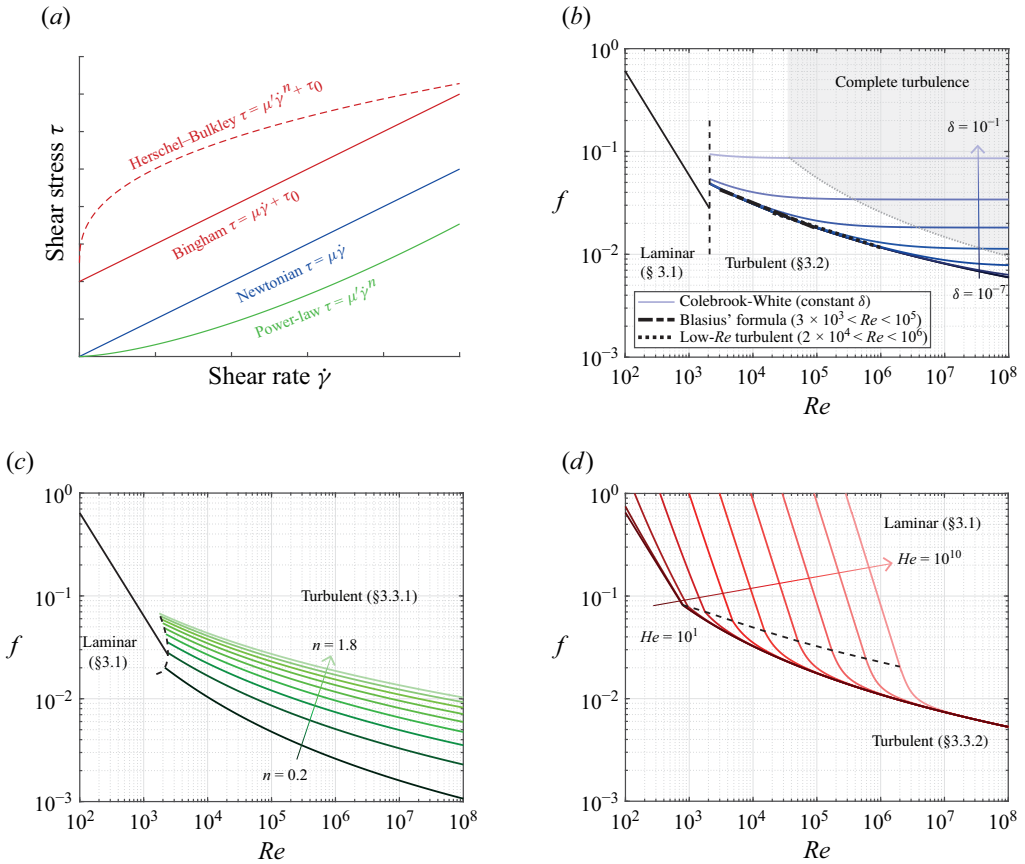 (a)
Shear stress τ
Herschel–Bulkley τ = μ′γ̇ⁿ + τ₀
Bingham τ = μγ̇ + τ₀
Newtonian τ = μγ̇
Power-law τ = μ′γ̇ⁿ
Shear rate γ̇
(b)
10⁰
10⁻¹
10⁻²
10⁻³
f
Complete turbulence
δ = 10⁻¹
Laminar
(§ 3.1)
Turbulent (§3.2)
δ = 10⁻⁷
Colebrook-White (constant δ)
Blasius’ formula (3 × 10³ < Re < 10⁵)
Low-Re turbulent (2 × 10⁴ < Re < 10⁶)
10² 10³ 10⁴ 10⁵ 10⁶ 10⁷ 10⁸
Re
(c)
10⁰
10⁻¹
10⁻²
10⁻³
f
Turbulent (§3.3.1)
Laminar
(§3.1)
n = 1.8
n = 0.2
10² 10³ 10⁴ 10⁵ 10⁶ 10⁷ 10⁸
Re
(d)
10⁰
10⁻¹
10⁻²
10⁻³
f
Laminar (§3.1)
He = 10¹⁰
He = 10¹
Turbulent (§3.3.2)
10² 10³ 10⁴ 10⁵ 10⁶ 10⁷ 10⁸
Re